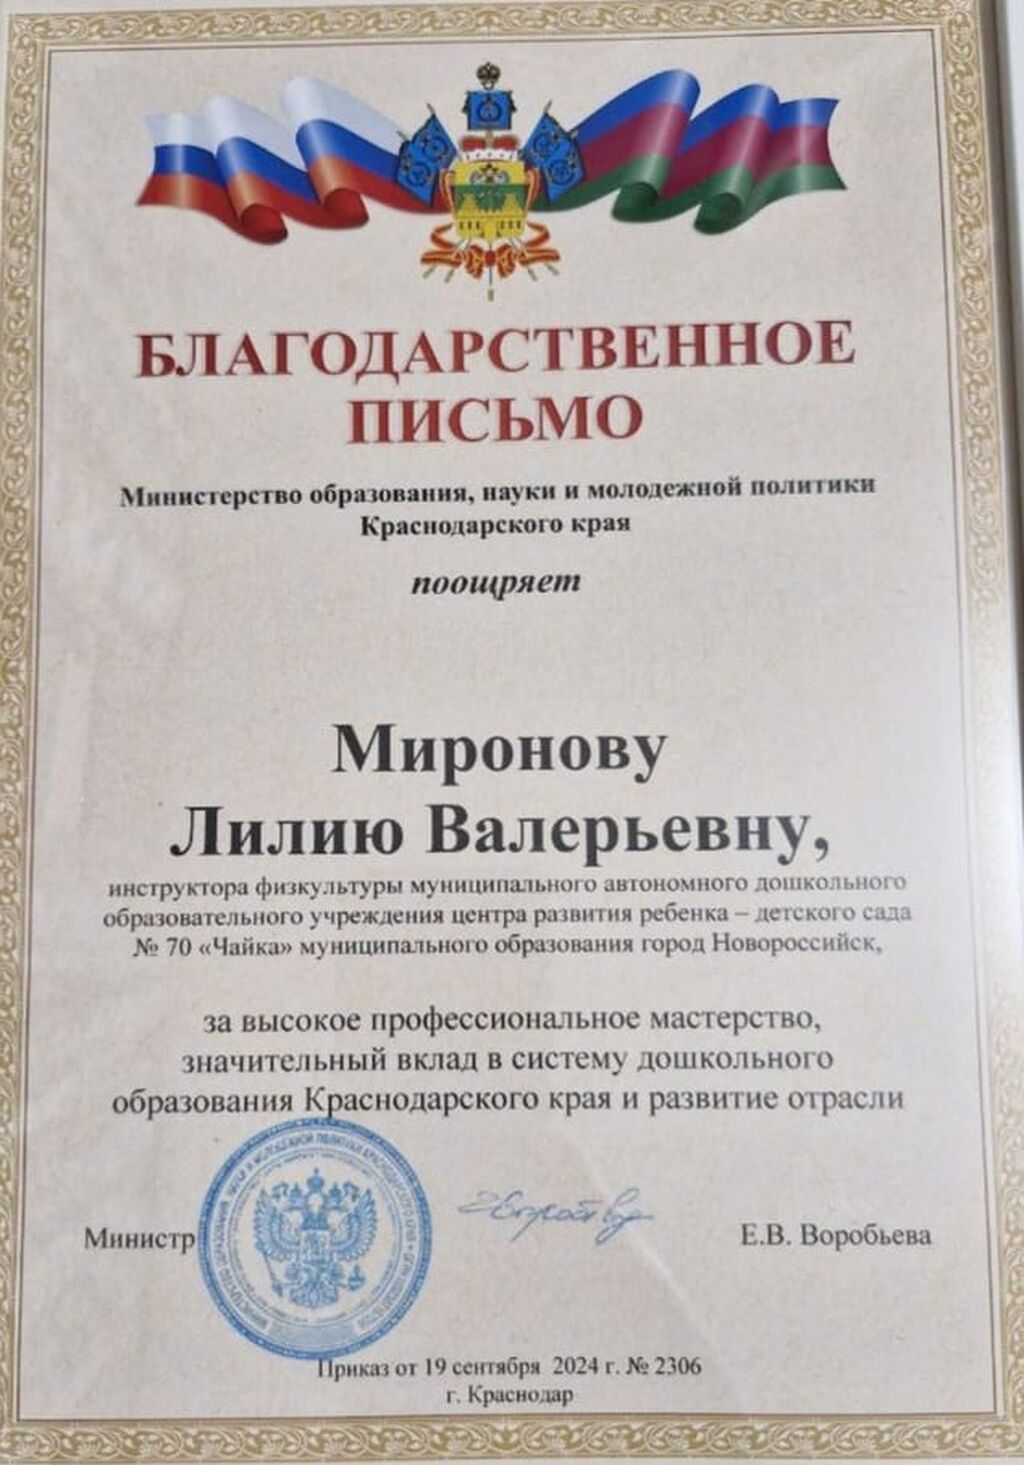 БЛАГОДАРСТВЕННОЕ
ПИСЬМО
Министерство образования, науки и молодежной политики
Краснодарского края
поощряет
Миронову
Лилию Валерьевну,
инструктора физкультуры муниципального автономного дошкольного
образовательного учреждения центра развития ребенка – детского сада
№ 70 «Чайка» муниципального образования город Новороссийск,
за высокое профессиональное мастерство,
значительный вклад в систему дошкольного
образования Краснодарского края и развитие отрасли
Министр
Е.В. Воробьева
Приказ от 19 сентября 2024 г. № 2306
г. Краснодар